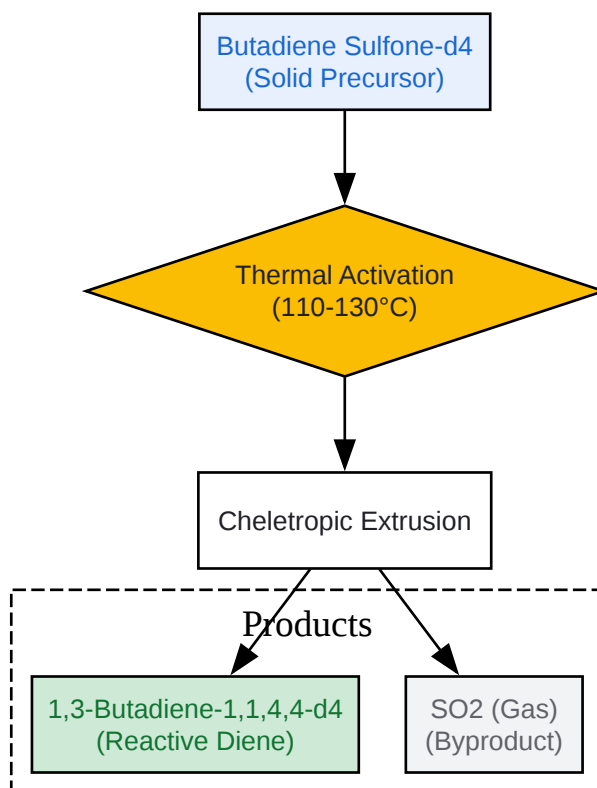 Butadiene Sulfone-d4
(Solid Precursor)
Thermal Activation
(110-130°C)
Cheletropic Extrusion
Products
1,3-Butadiene-1,1,4,4-d4
(Reactive Diene)
SO2 (Gas)
(Byproduct)